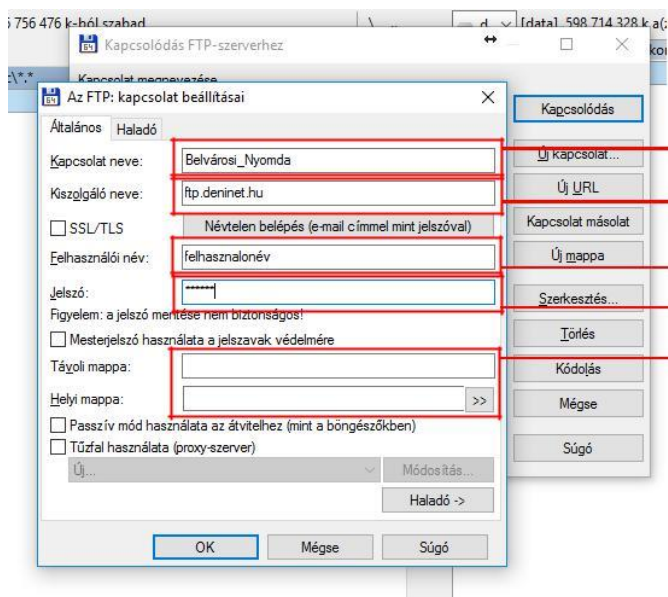 5 756 476 k-ból szabad
\ ..
d
[data] 598 714 328 k.a(z
Kapcsolódás FTP-szerverhez
\*.*
Kapcsolat megnevezése
Az FTP: kapcsolat beállításai
Általános Haladó
Kapcsolat neve: Belvárosi_Nyomda
Kiszolgáló neve: ftp.deninet.hu
SSL/TLS Névtelen belépés (e-mail címmel mint jelszóval)
Felhasználói név: felhasznalonév
Jelszó: ******
Figyelem: a jelszó mentése nem biztonságos!
Mesterjelszó használata a jelszavak védelmére
Távoli mappa:
Helyi mappa: >>
Passzív mód használata az átvitelhez (mint a böngészőkben)
Tűzfal használata (proxy-szerver)
Új... Módosítás...
Haladó ->
OK Mégse Súgó
Kapcsolódás
Új kapcsolat...
Új URL
Kapcsolat másolat
Új mappa
Szerkesztés...
Törlés
Kódolás
Mégse
Súgó